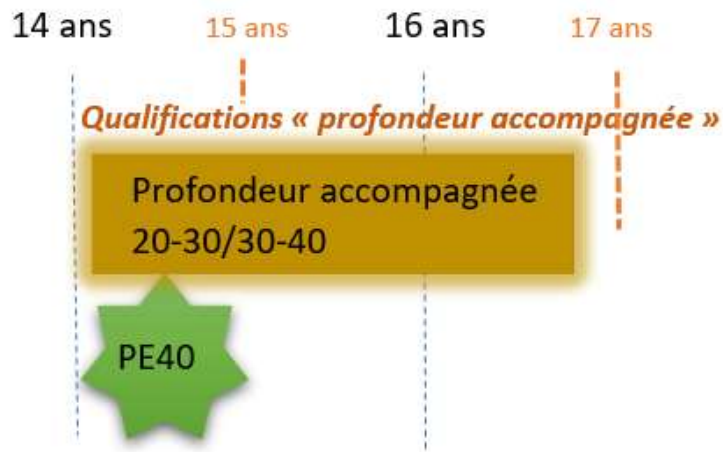 14 ans 15 ans 16 ans 17 ans
Qualifications « profondeur accompagnée »
Profondeur accompagnée
20-30/30-40
PE40